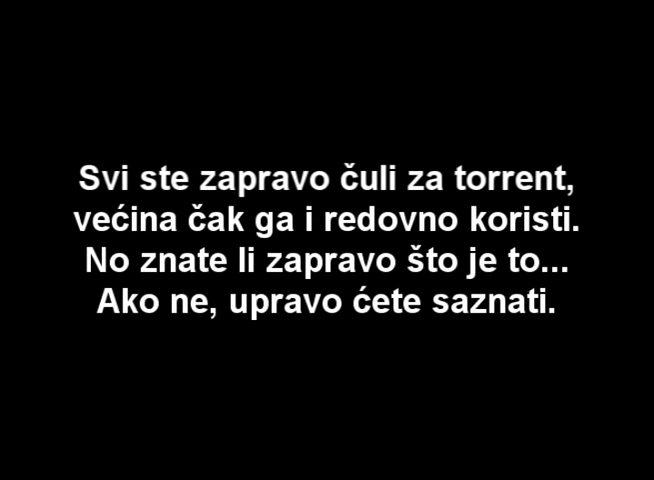 Svi ste zapravo čuli za torrent,
većina čak ga i redovno koristi.
No znate li zapravo što je to...
Ako ne, upravo ćete saznati.